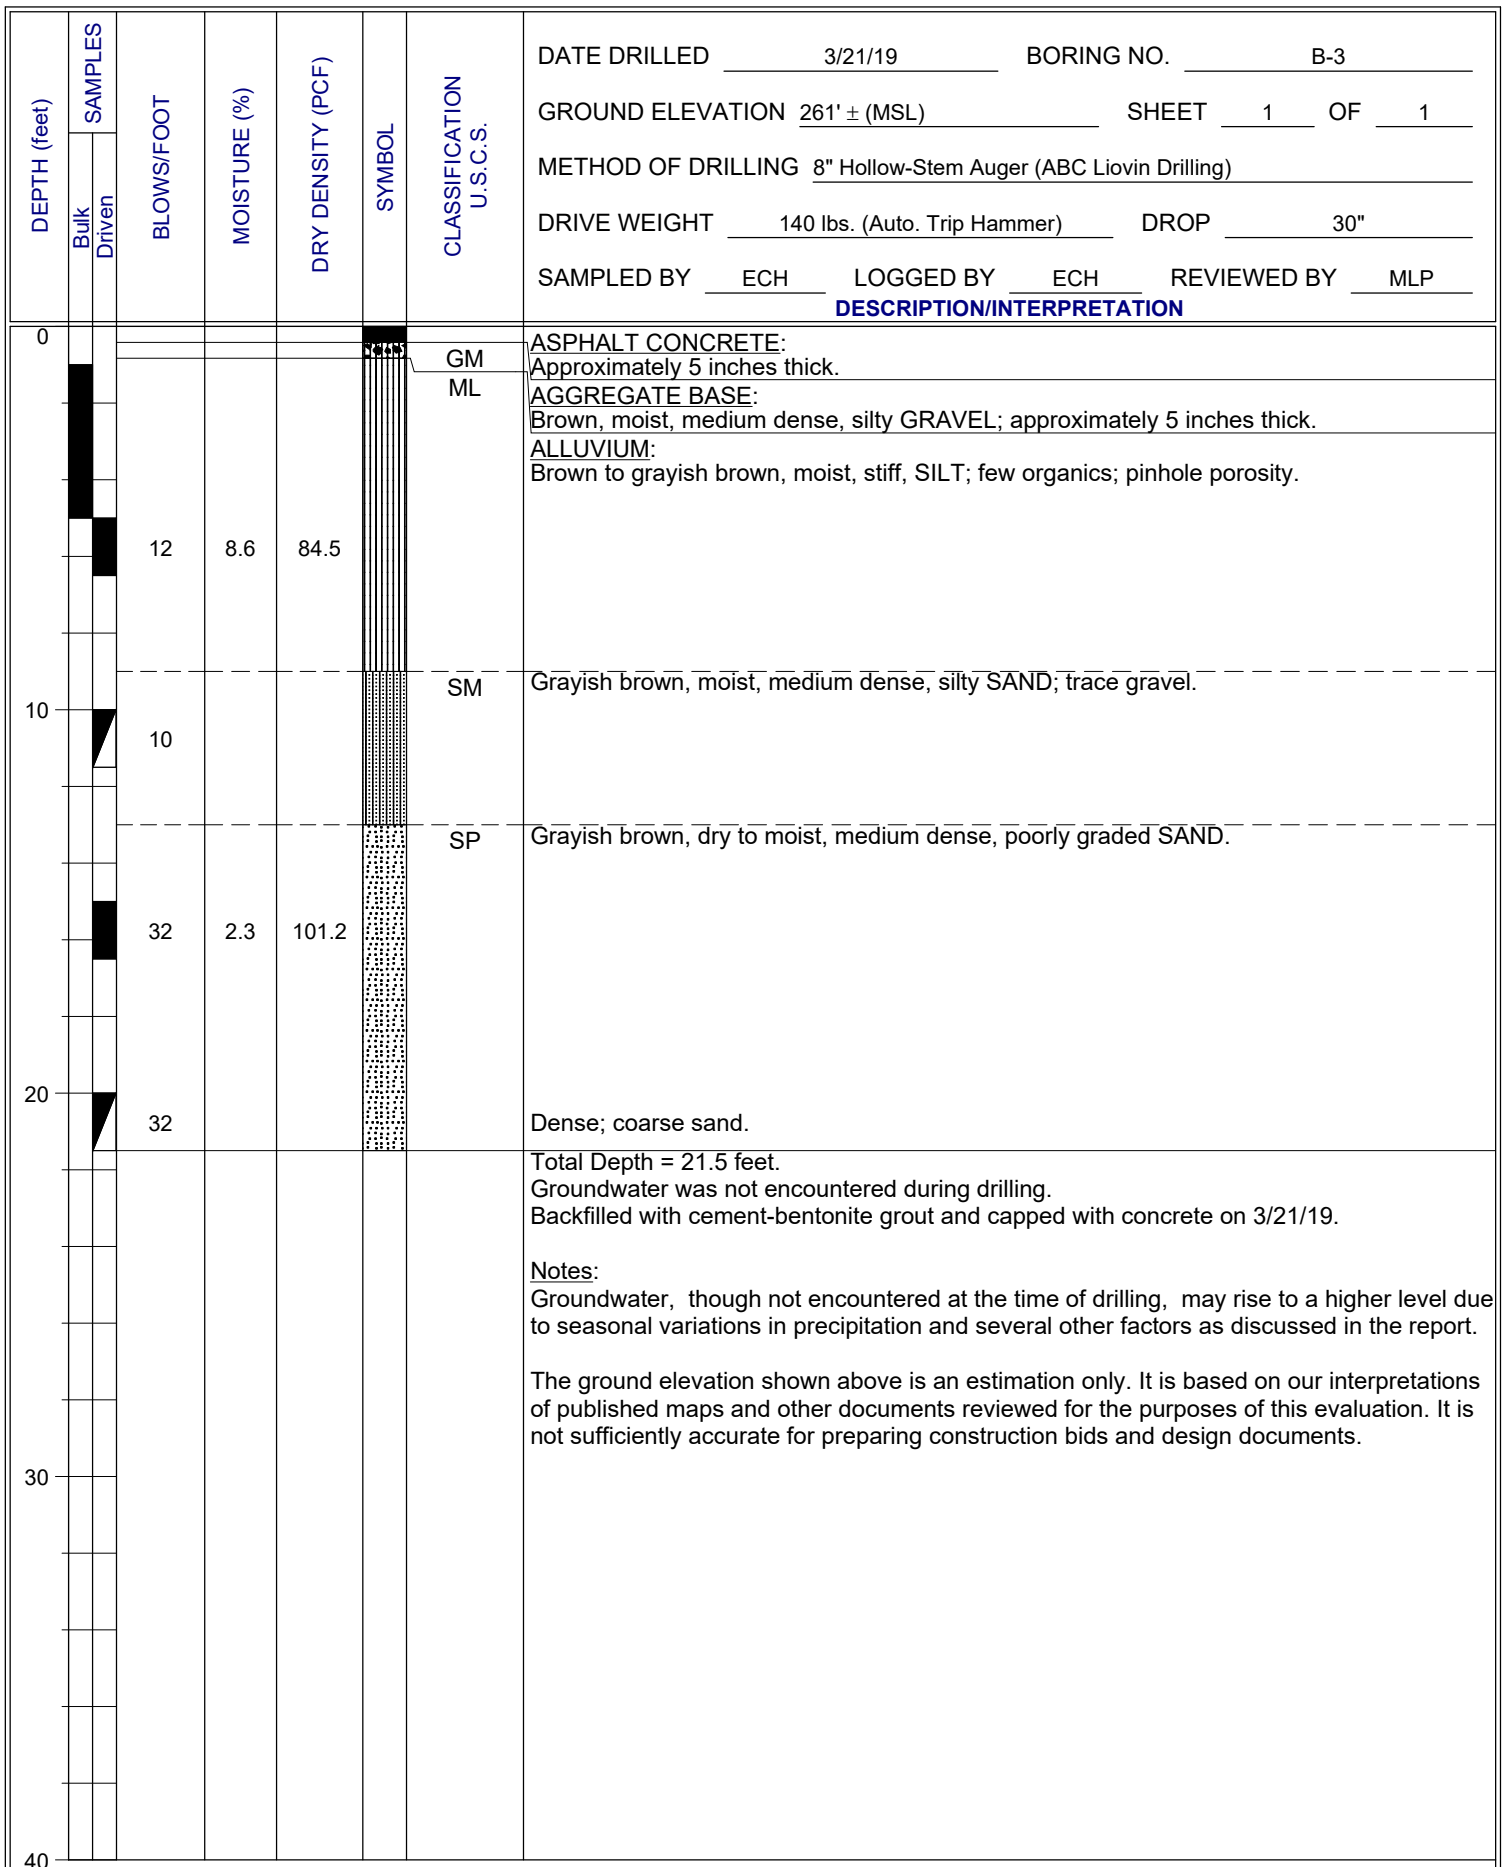 DEPTH (feet)
SAMPLES
Bulk
Driven
BLOWS/FOOT
MOISTURE (%)
DRY DENSITY (PCF)
SYMBOL
CLASSIFICATION
U.S.C.S.
DATE DRILLED 3/21/19 BORING NO. B-3
GROUND ELEVATION 261' ± (MSL) SHEET 1 OF 1
METHOD OF DRILLING 8" Hollow-Stem Auger (ABC Liovin Drilling)
DRIVE WEIGHT 140 lbs. (Auto. Trip Hammer) DROP 30"
SAMPLED BY ECH LOGGED BY ECH REVIEWED BY MLP
DESCRIPTION/INTERPRETATION
0
ASPHALT CONCRETE:
GM
Approximately 5 inches thick.
ML
AGGREGATE BASE:
Brown, moist, medium dense, silty GRAVEL; approximately 5 inches thick.
ALLUVIUM:
Brown to grayish brown, moist, stiff, SILT; few organics; pinhole porosity.
12 8.6 84.5
SM Grayish brown, moist, medium dense, silty SAND; trace gravel.
10
10
SP Grayish brown, dry to moist, medium dense, poorly graded SAND.
32 2.3 101.2
20
32 Dense; coarse sand.
Total Depth = 21.5 feet.
Groundwater was not encountered during drilling.
Backfilled with cement-bentonite grout and capped with concrete on 3/21/19.
Notes:
Groundwater, though not encountered at the time of drilling, may rise to a higher level due
to seasonal variations in precipitation and several other factors as discussed in the report.
The ground elevation shown above is an estimation only. It is based on our interpretations
of published maps and other documents reviewed for the purposes of this evaluation. It is
not sufficiently accurate for preparing construction bids and design documents.
30
40